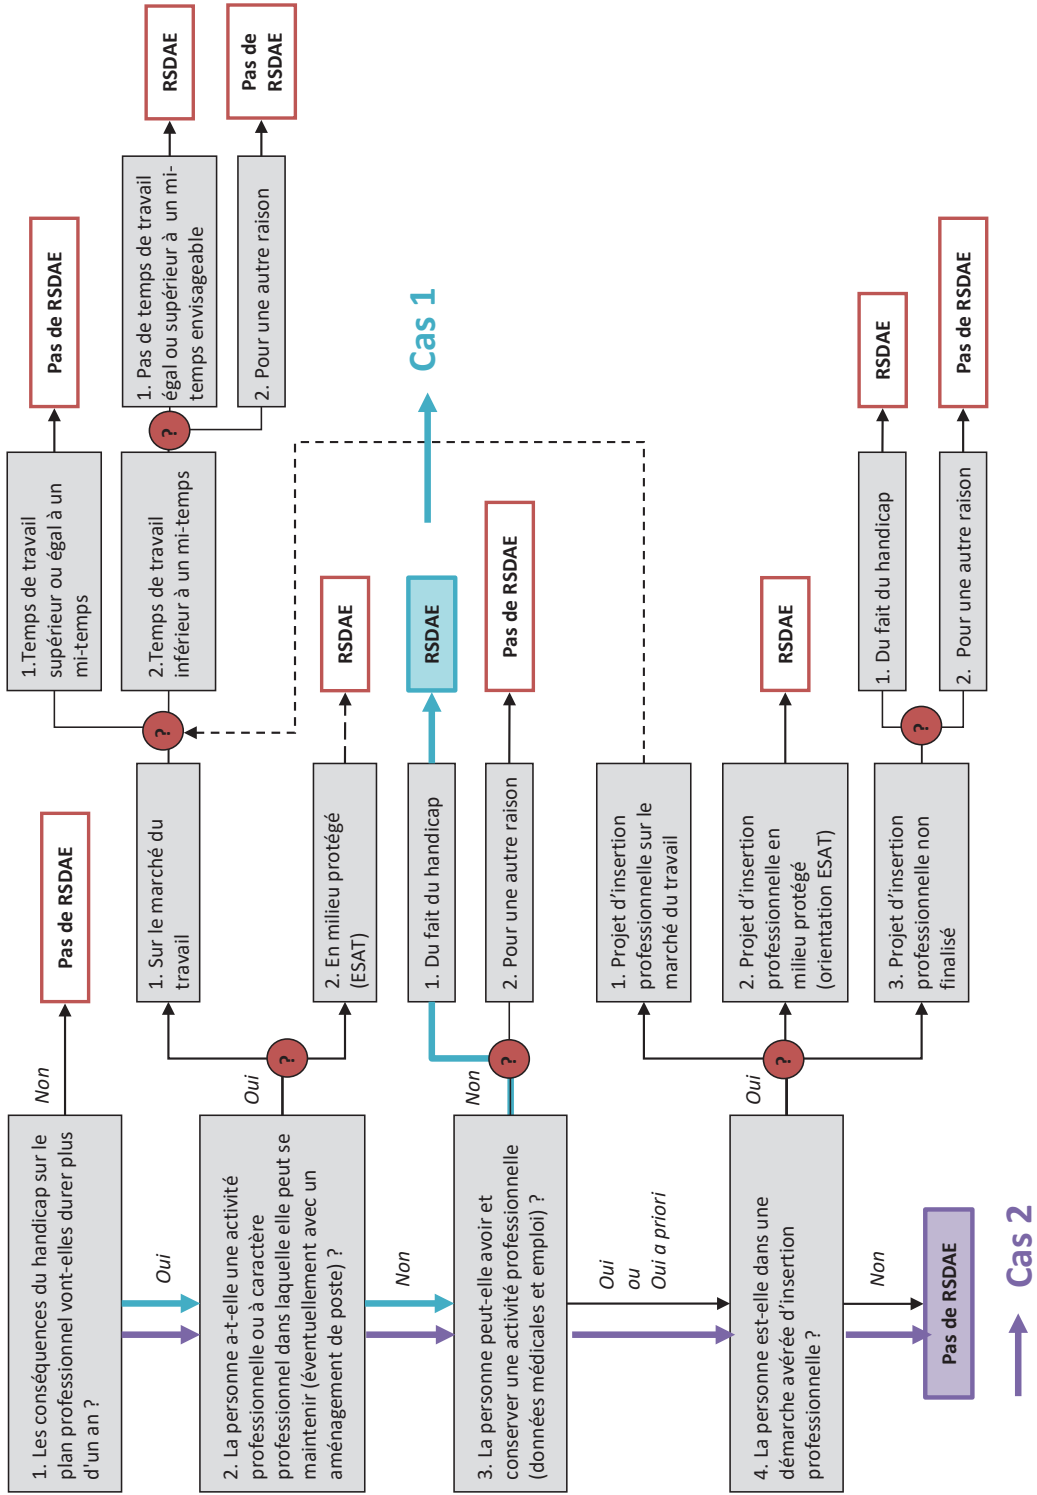 1. Les conséquences du handicap sur le
plan professionnel vont-elles durer plus
d'un an ?
Non
Pas de RSDAE
Oui
2. La personne a-t-elle une activité
professionnelle ou à caractère
professionnel dans laquelle elle peut se
maintenir (éventuellement avec un
aménagement de poste) ?
Oui
?
1. Sur le marché du
travail
?
1.Temps de travail
supérieur ou égal à un
mi-temps
Pas de RSDAE
2.Temps de travail
inférieur à un mi-temps
?
1. Pas de temps de travail
égal ou supérieur à un mi-
temps envisageable
RSDAE
2. Pour une autre raison
Pas de
RSDAE
2. En milieu protégé
(ESAT)
RSDAE
Non
3. La personne peut-elle avoir et
conserver une activité professionnelle
(données médicales et emploi) ?
Non
?
1. Du fait du handicap
RSDAE
Cas 1
2. Pour une autre raison
Pas de RSDAE
Oui
ou
Oui a priori
4. La personne est-elle dans une
démarche avérée d'insertion
professionnelle ?
Oui
?
1. Projet d'insertion
professionnelle sur le
marché du travail
2. Projet d'insertion
professionnelle en
milieu protégé
(orientation ESAT)
RSDAE
3. Projet d'insertion
professionnelle non
finalisé
?
1. Du fait du handicap
RSDAE
2. Pour une autre raison
Pas de RSDAE
Non
Pas de RSDAE
Cas 2